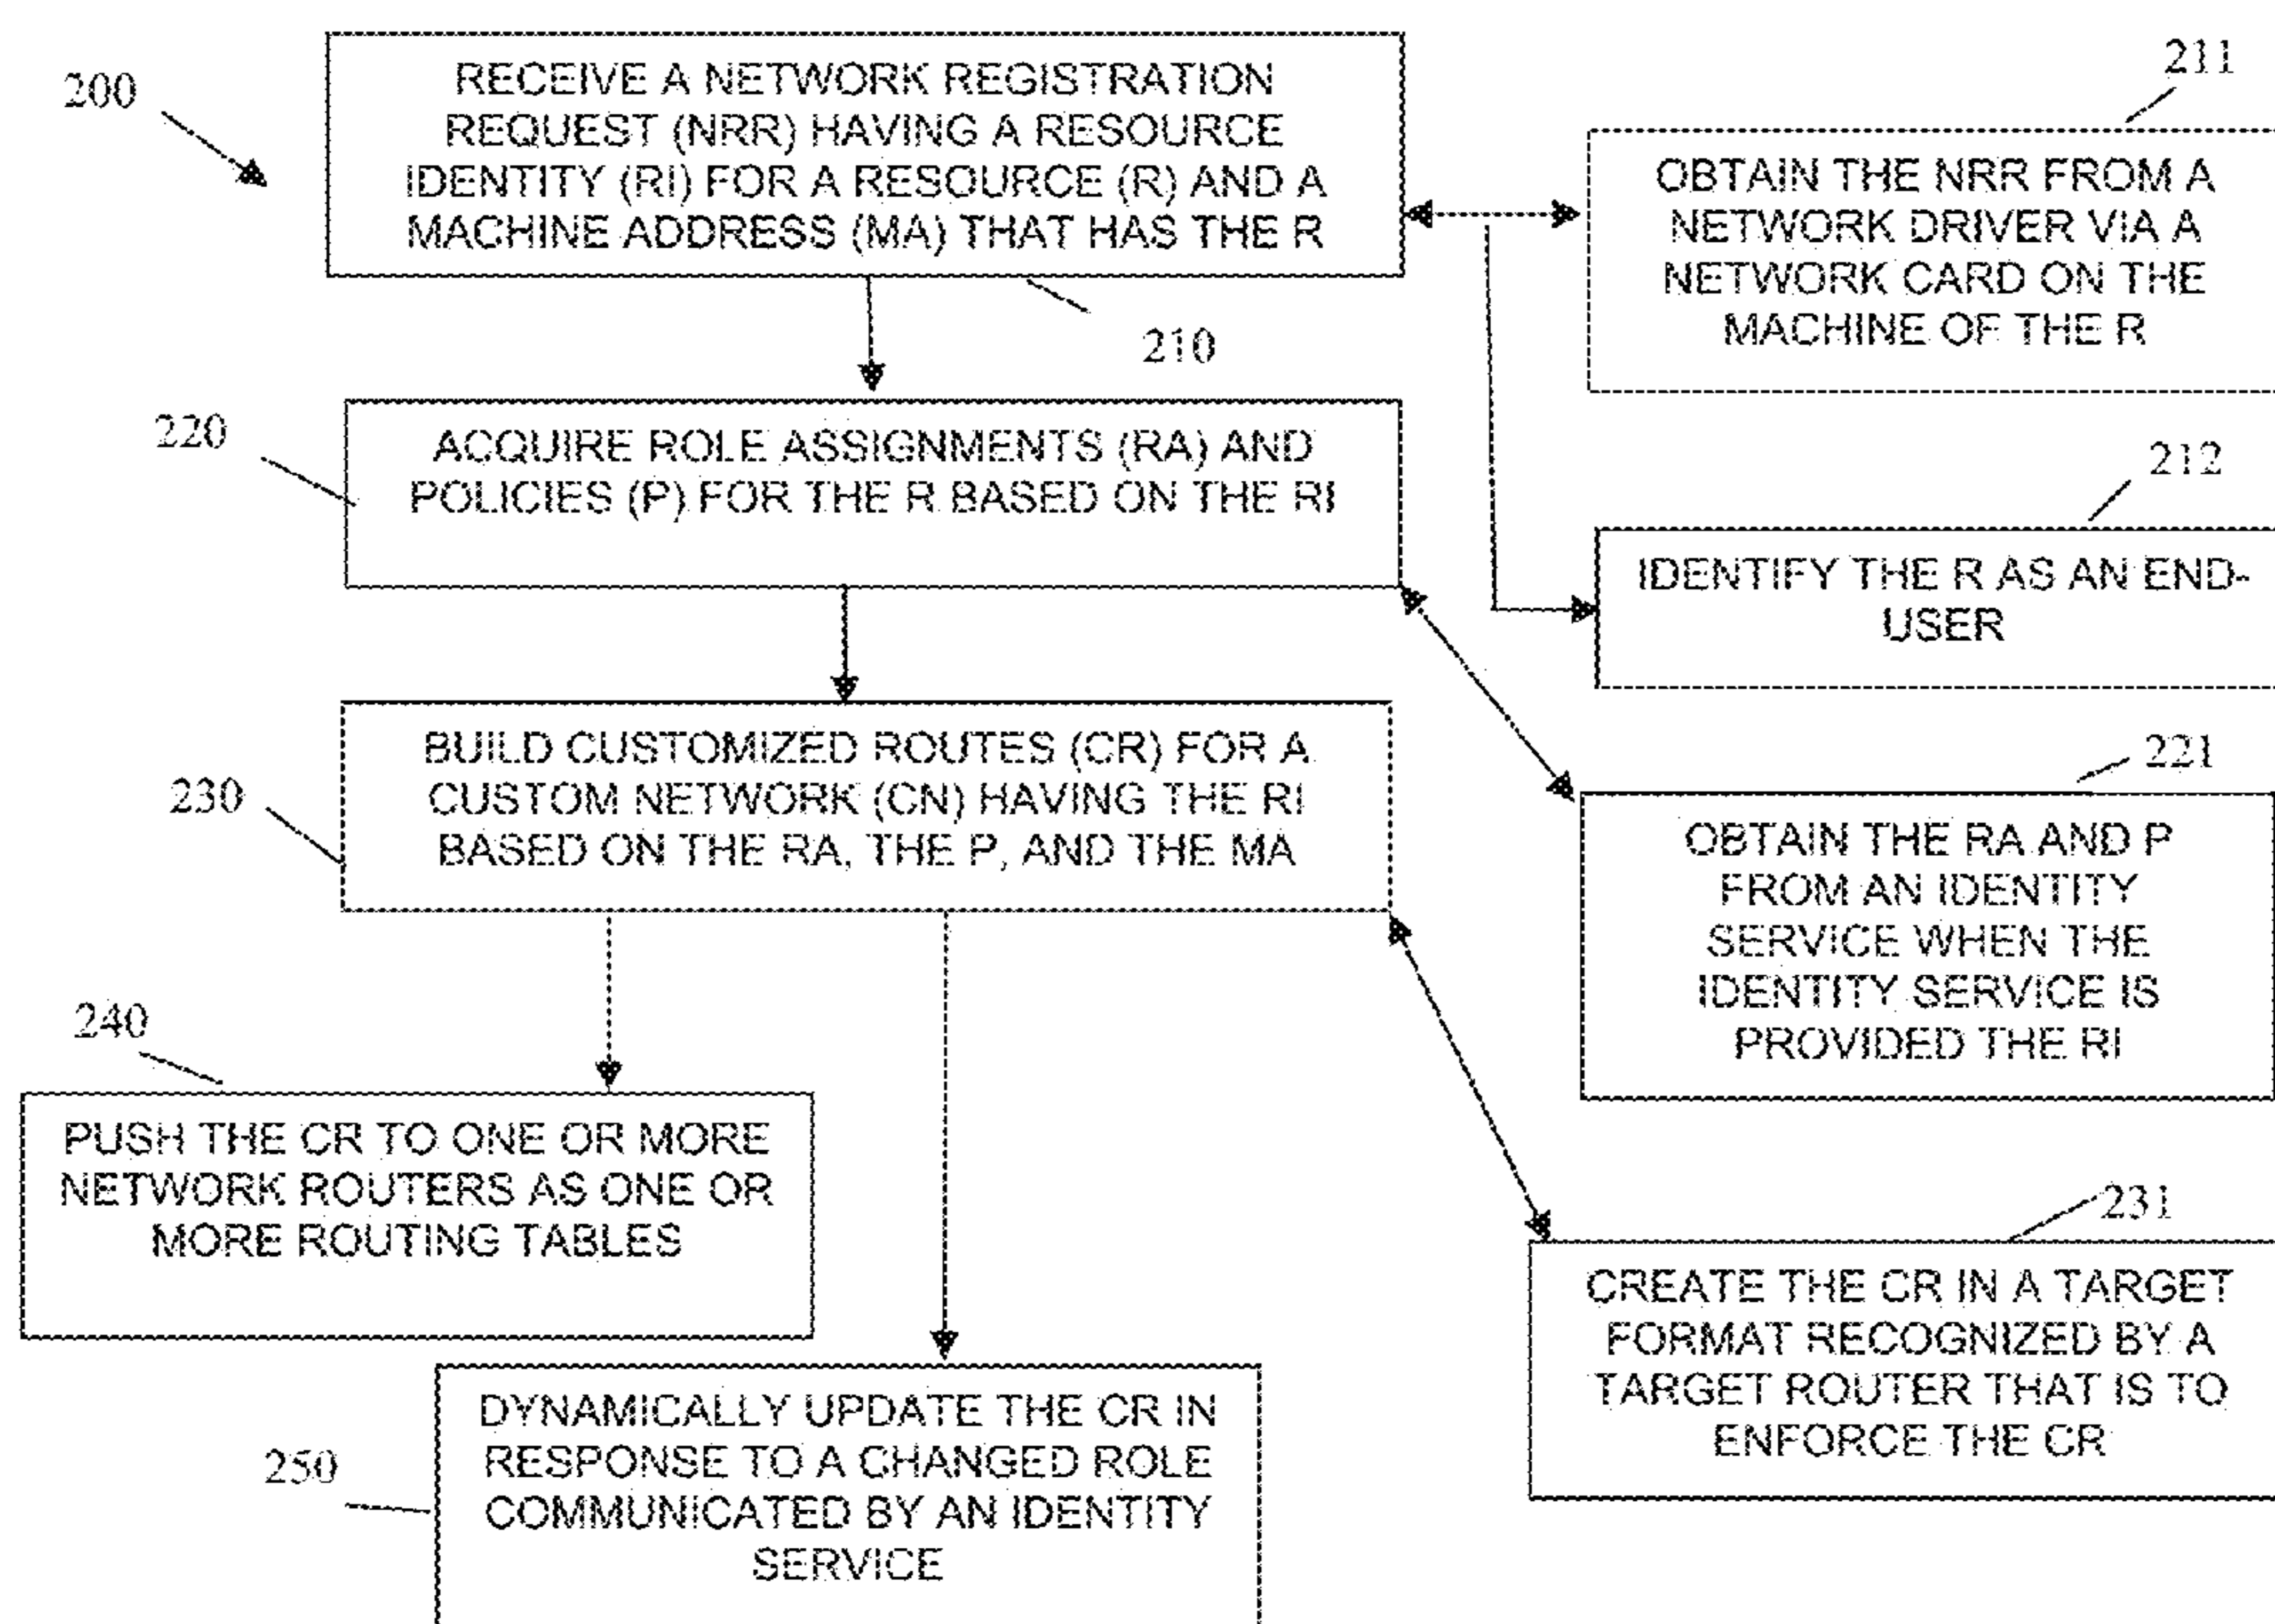 200
RECEIVE A NETWORK REGISTRATION
REQUEST (NRR) HAVING A RESOURCE
IDENTITY (RI) FOR A RESOURCE (R) AND A
MACHINE ADDRESS (MA) THAT HAS THE R
210
211
OBTAIN THE NRR FROM A
NETWORK DRIVER VIA A
NETWORK CARD ON THE
MACHINE OF THE R
220
ACQUIRE ROLE ASSIGNMENTS (RA) AND
POLICIES (P) FOR THE R BASED ON THE RI
212
IDENTIFY THE R AS AN END-
USER
230
BUILD CUSTOMIZED ROUTES (CR) FOR A
CUSTOM NETWORK (CN) HAVING THE RI
BASED ON THE RA, THE P, AND THE MA
221
OBTAIN THE RA AND P
FROM AN IDENTITY
SERVICE WHEN THE
IDENTITY SERVICE IS
PROVIDED THE RI
240
PUSH THE CR TO ONE OR MORE
NETWORK ROUTERS AS ONE OR
MORE ROUTING TABLES
231
CREATE THE CR IN A TARGET
FORMAT RECOGNIZED BY A
TARGET ROUTER THAT IS TO
ENFORCE THE CR
250
DYNAMICALLY UPDATE THE CR IN
RESPONSE TO A CHANGED ROLE
COMMUNICATED BY AN IDENTITY
SERVICE